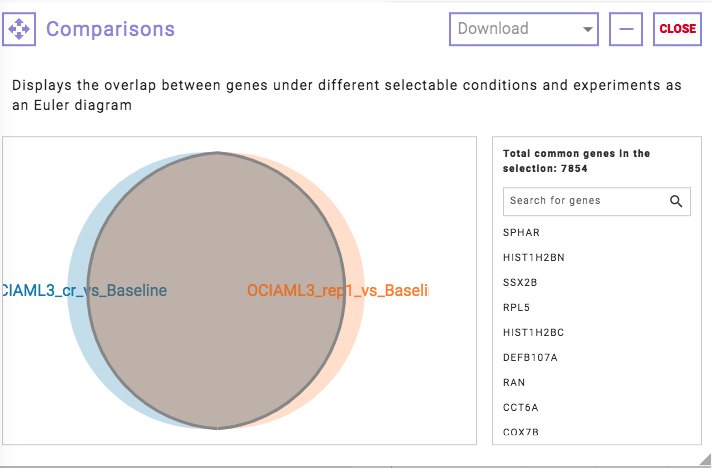 Comparisons
Download
CLOSE
Displays the overlap between genes under different selectable conditions and experiments as
an Euler diagram
CIAML3_cr_vs_Baseline
OCIAML3_rep1_vs_Baseli
Total common genes in the
selection: 7854
Search for genes
SPHAR
HIST1H2BN
SSX2B
RPL5
HIST1H2BC
DEFB107A
RAN
CCT6A
COX7B